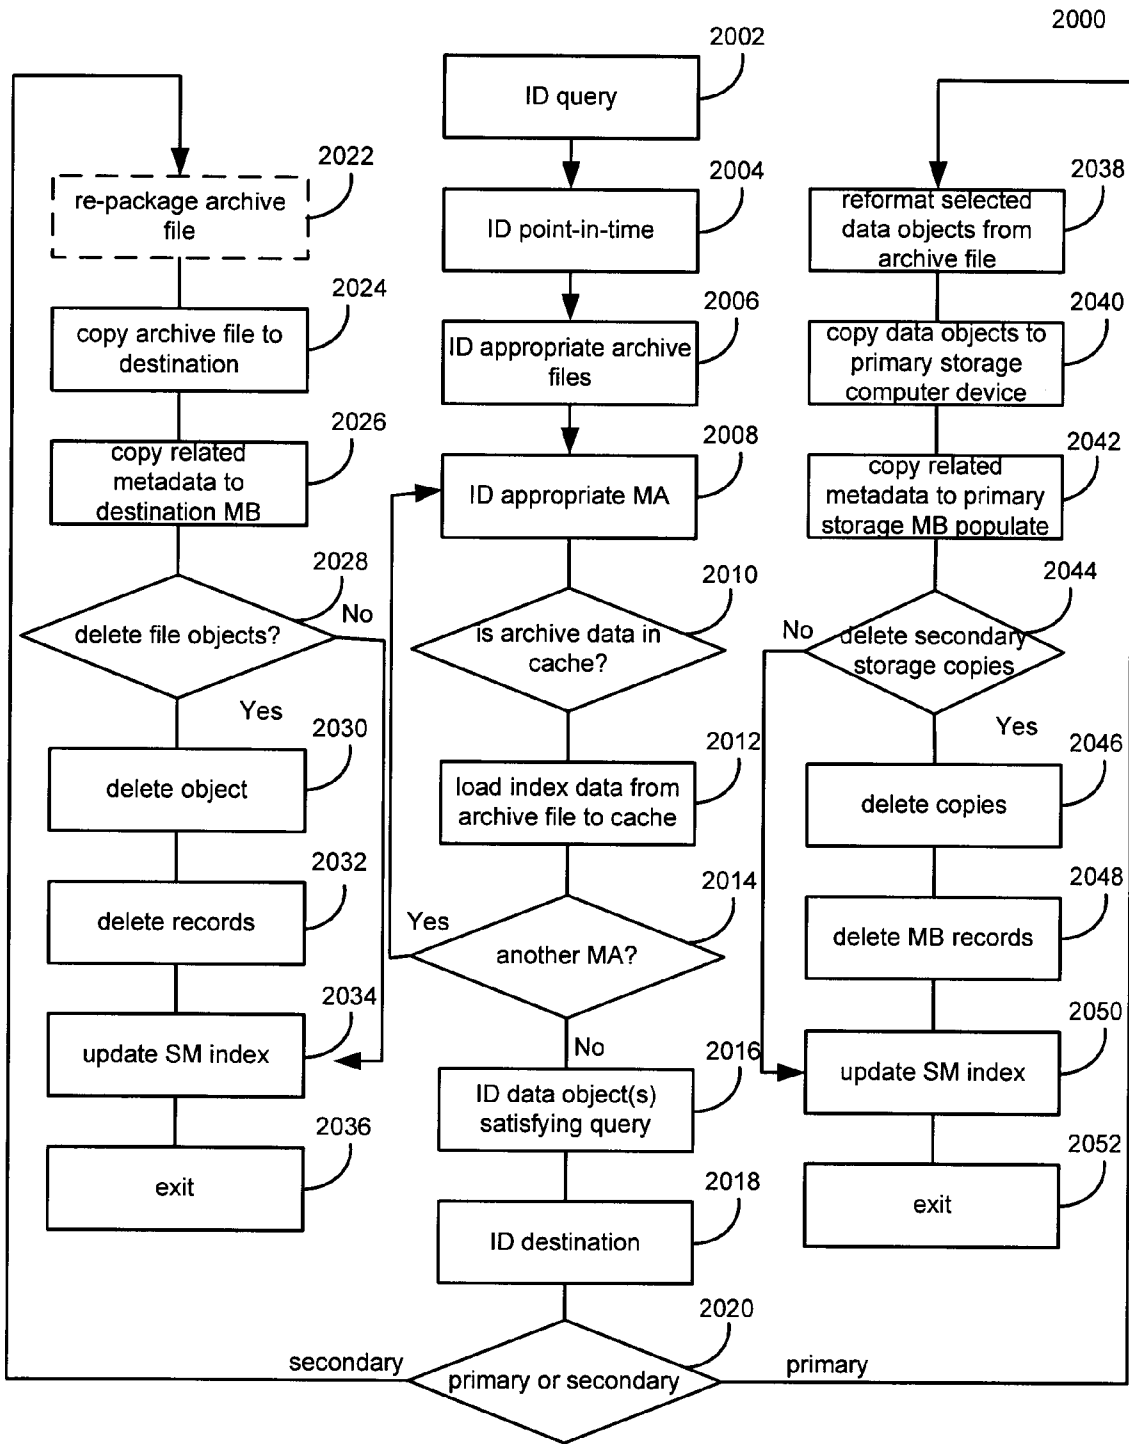 2000
2002
ID query
2004
ID point-in-time
2006
ID appropriate archive
files
2008
ID appropriate MA
2010
is archive data in
cache?
2012
load index data from
archive file to cache
2014
another MA?
Yes
No
2016
ID data object(s)
satisfying query
2018
ID destination
2020
primary or secondary
secondary
primary
2022
re-package archive
file
2024
copy archive file to
destination
2026
copy related
metadata to
destination MB
2028
delete file objects?
No
Yes
2030
delete object
2032
delete records
2034
update SM index
2036
exit
2038
reformat selected
data objects from
archive file
2040
copy data objects to
primary storage
computer device
2042
copy related
metadata to primary
storage MB populate
2044
delete secondary
storage copies
No
Yes
2046
delete copies
2048
delete MB records
2050
update SM index
2052
exit